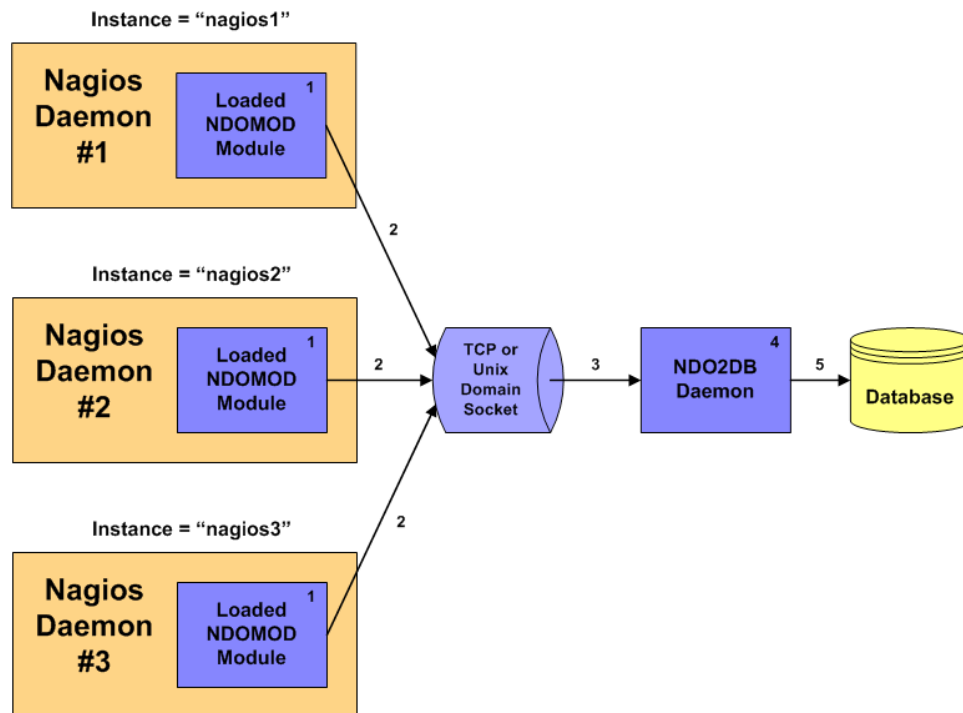 Instance = “nagios1”
Nagios
Daemon
#1
1
Loaded
NDOMOD
Module
2
Instance = “nagios2”
Nagios
Daemon
#2
1
Loaded
NDOMOD
Module
2
TCP or
Unix
Domain
Socket
3
4
NDO2DB
Daemon
5
Database
Instance = “nagios3”
2
Nagios
Daemon
#3
1
Loaded
NDOMOD
Module